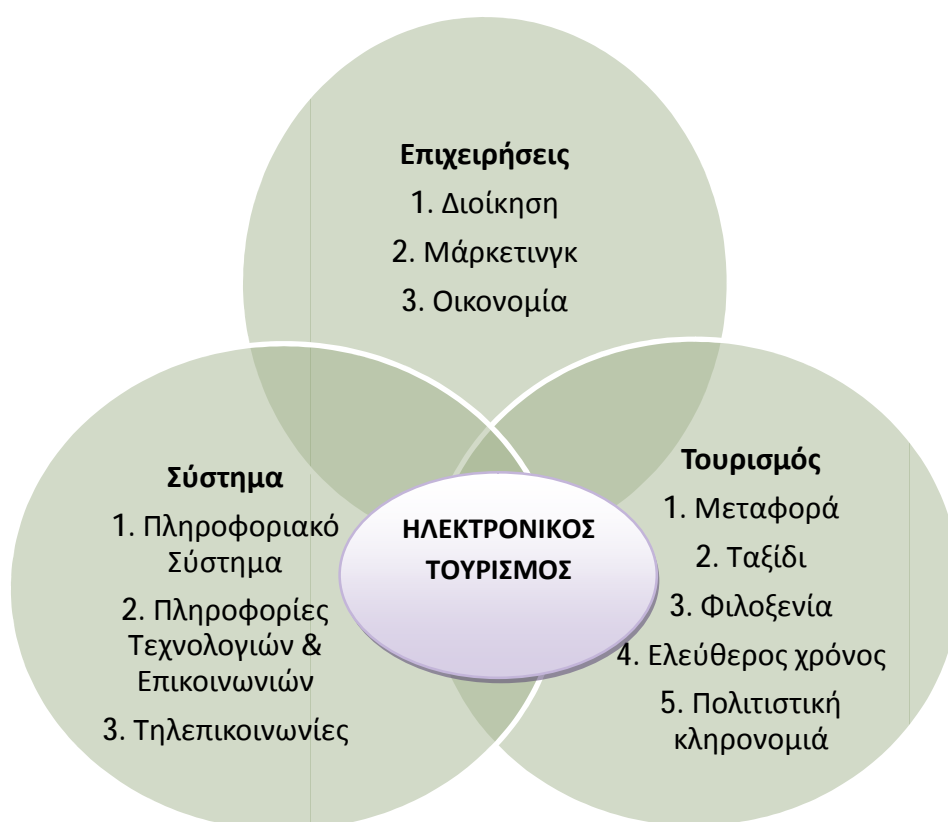 Επιχειρήσεις
1. Διοίκηση
2. Μάρκετινγκ
3. Οικονομία
Σύστημα
1. Πληροφοριακό
Σύστημα
2. Πληροφορίες
Τεχνολογιών &
Επικοινωνιών
3. Τηλεπικοινωνίες
ΗΛΕΚΤΡΟΝΙΚΟΣ
ΤΟΥΡΙΣΜΟΣ
Τουρισμός
1. Μεταφορά
2. Ταξίδι
3. Φιλοξενία
4. Ελεύθερος χρόνος
5. Πολιτιστική
κληρονομιά